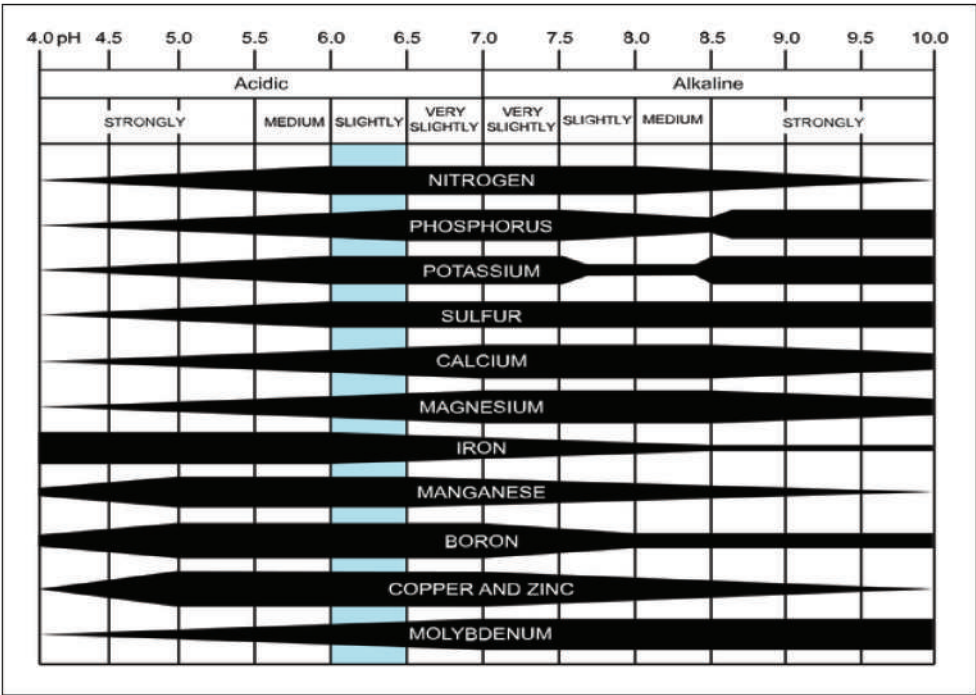 4.0 pH 4.5 5.0 5.5 6.0 6.5 7.0 7.5 8.0 8.5 9.0 9.5 10.0
Acidic Alkaline
STRONGLY MEDIUM SLIGHTLY VERY SLIGHTLY VERY SLIGHTLY SLIGHTLY MEDIUM STRONGLY
NITROGEN
PHOSPHORUS
POTASSIUM
SULFUR
CALCIUM
MAGNESIUM
IRON
MANGANESE
BORON
COPPER AND ZINC
MOLYBDENUM